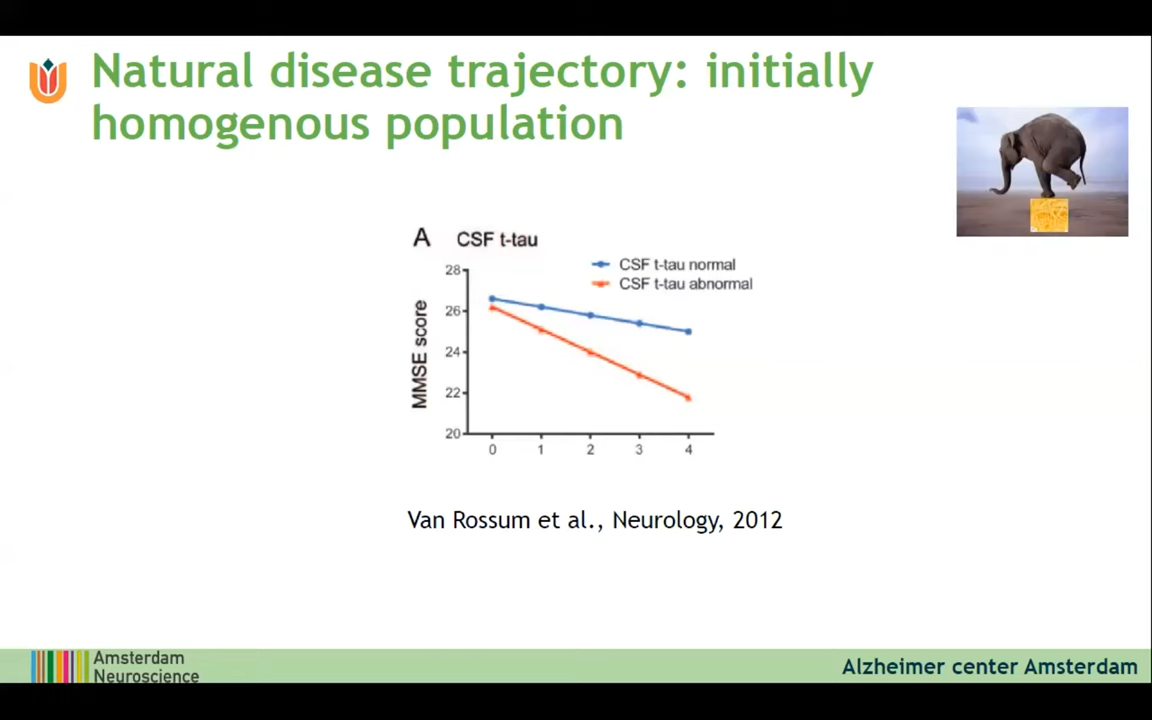 Natural disease trajectory: initially
homogenous population
A CSF t-tau
CSF t-tau normal
CSF t-tau abnormal
MMSE score
28
26
24
22
20
0 1 2 3 4
Van Rossum et al., Neurology, 2012
Amsterdam
Neuroscience
Alzheimer center Amsterdam